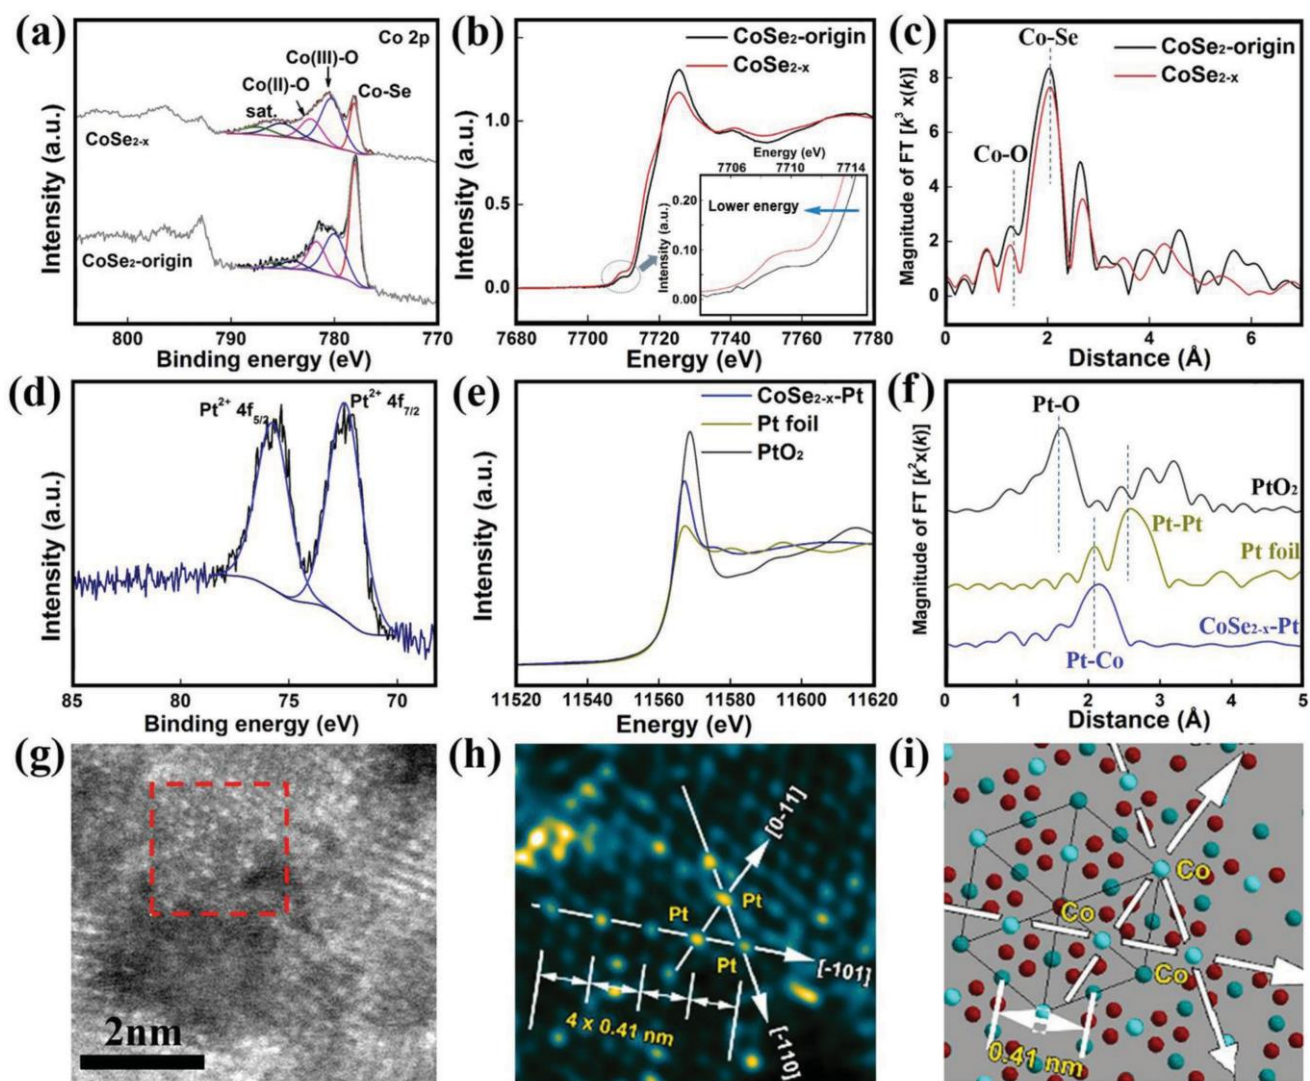 (a)
Co 2p
Co(III)-O
Co(II)-O
Co-Se
sat.
CoSe2-x
CoSe2-origin
Intensity (a.u.)
800 790 780 770
Binding energy (eV)
(b)
CoSe2-origin
CoSe2-x
1.0
0.5
0.0
Intensity (a.u.)
Energy (eV)
7706 7710 7714
0.20
0.10
0.00
Lower energy
Intensity (a.u.)
7680 7700 7720 7740 7760 7780
Energy (eV)
(c)
Co-Se
CoSe2-origin
CoSe2-x
Co-O
8
6
4
2
0
Magnitude of FT [k³ x(k)]
0 2 4 6
Distance (Å)
(d)
Pt²⁺ 4f5/2
Pt²⁺ 4f7/2
Intensity (a.u.)
85 80 75 70
Binding energy (eV)
(e)
CoSe2-x-Pt
Pt foil
PtO2
Intensity (a.u.)
11520 11540 11560 11580 11600 11620
Energy (eV)
(f)
Pt-O
PtO2
Pt-Pt
Pt foil
CoSe2-x-Pt
Pt-Co
Magnitude of FT [k²x(k)]
0 1 2 3 4 5
Distance (Å)
(g)
2nm
(h)
[0-11]
Pt
Pt
Pt
[-101]
4 x 0.41 nm
[-110]
(i)
Co
Co
Co
0.41 nm